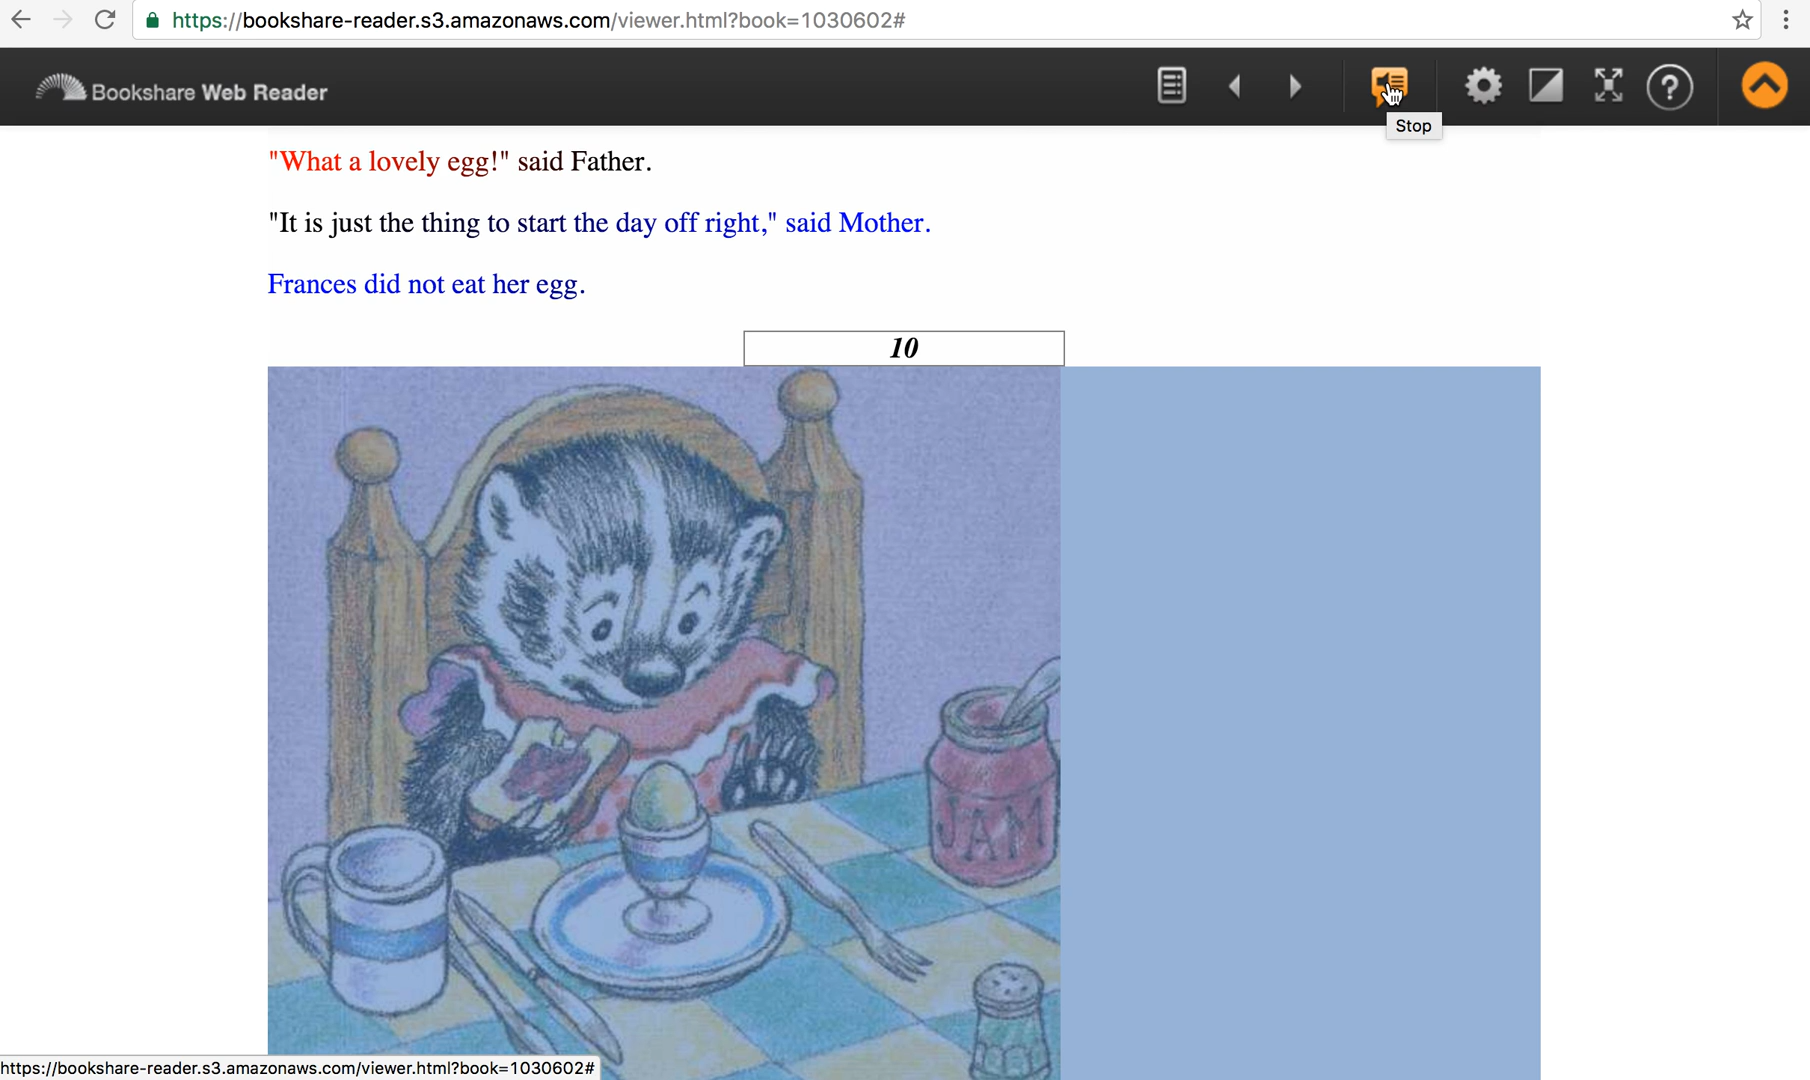 https://bookshare-reader.s3.amazonaws.com/viewer.html?book=1030602#
Bookshare Web Reader
?
Stop
"What a lovely egg!" said Father.
"It is just the thing to start the day off right," said Mother.
Frances did not eat her egg.
10
JAM
https://bookshare-reader.s3.amazonaws.com/viewer.html?book=1030602#